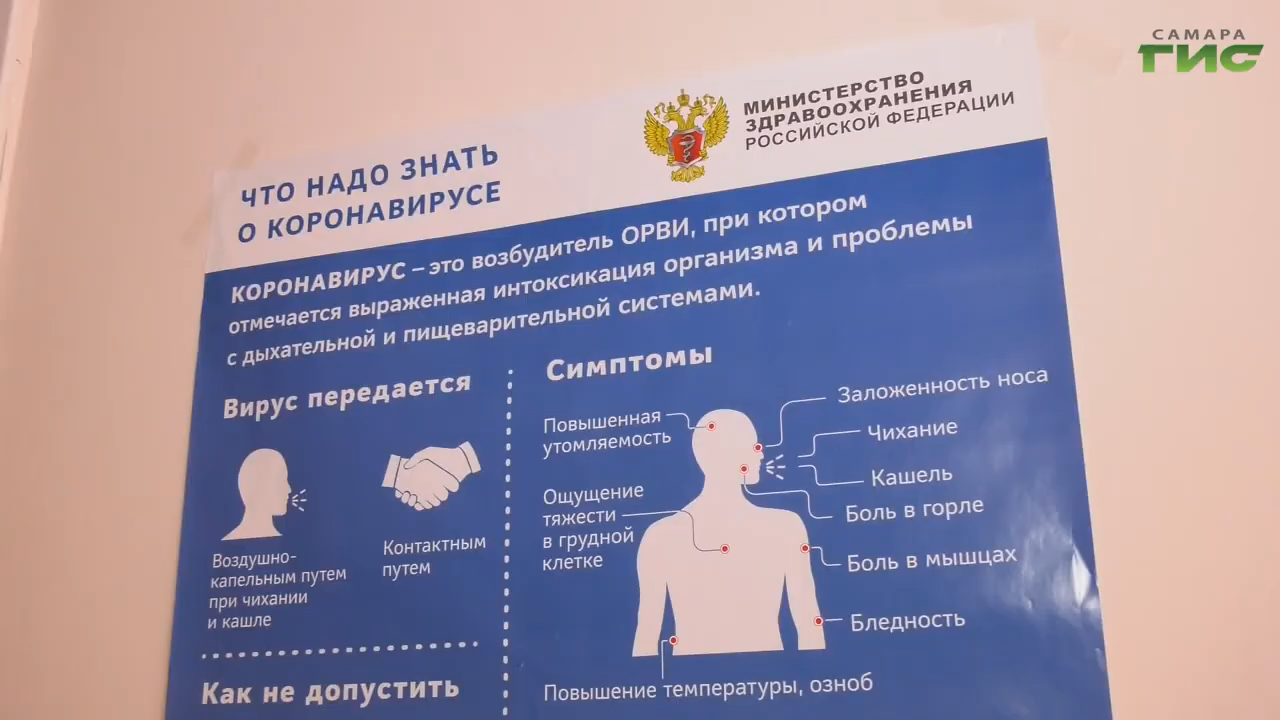 САМАРА
ГИС
МИНИСТЕРСТВО
ЗДРАВООХРАНЕНИЯ
РОССИЙСКОЙ ФЕДЕРАЦИИ
ЧТО НАДО ЗНАТЬ
О КОРОНАВИРУСЕ
КОРОНАВИРУС – это возбудитель ОРВИ, при котором
отмечается выраженная интоксикация организма и проблемы
с дыхательной и пищеварительной системами.
Вирус передается
Воздушно-
капельным путем
при чихании
и кашле
Контактным
путем
Как не допустить
Симптомы
Повышенная
утомляемость
Ощущение
тяжести
в грудной
клетке
Заложенность носа
Чихание
Кашель
Боль в горле
Боль в мышцах
Бледность
Повышение температуры, озноб